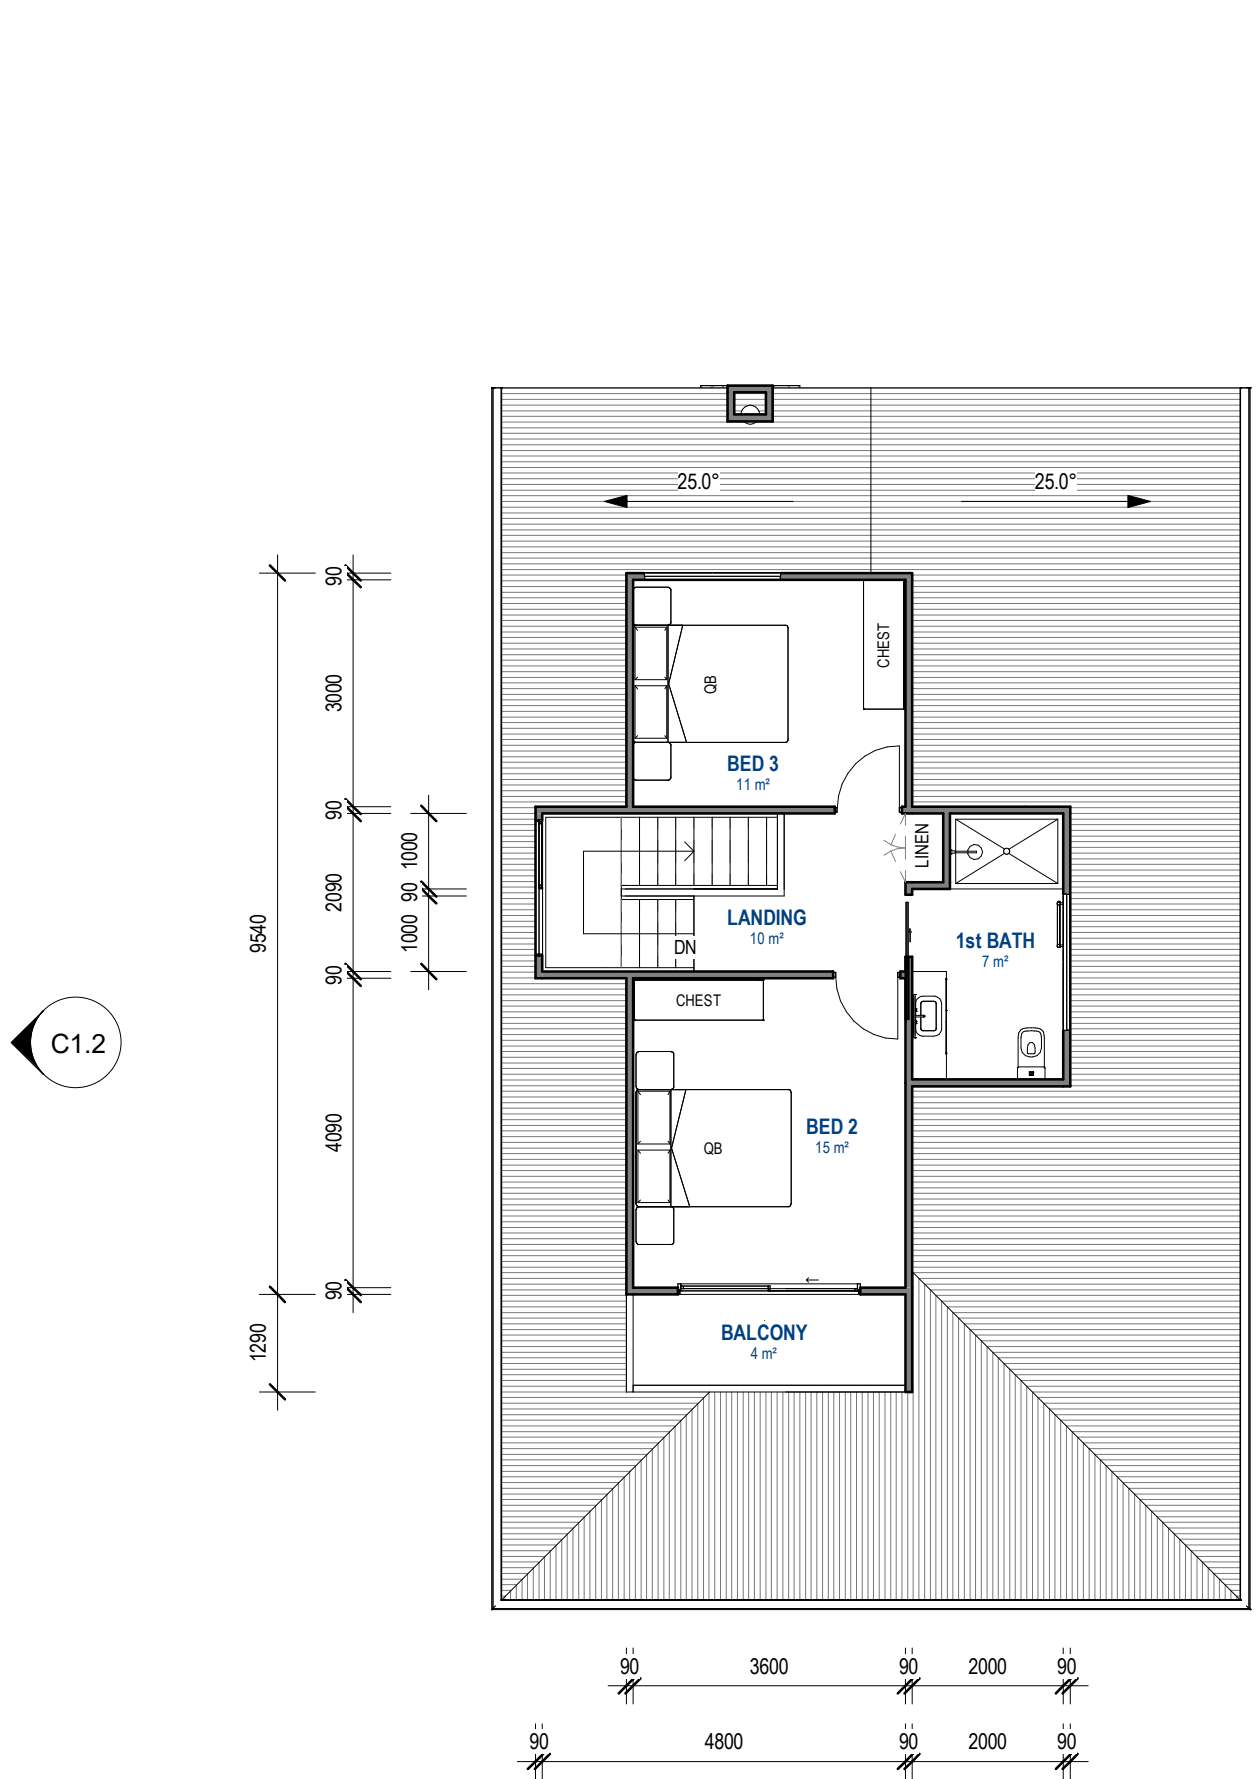 25.0°
25.0°
90
3000
90
2090
90
4090
90
9540
1290
1000
90
1000
CHEST
QB
BED 3
11 m²
LINEN
LANDING
10 m²
DN
1st BATH
7 m²
CHEST
C1.2
BED 2
15 m²
QB
BALCONY
4 m²
90
3600
90
2000
90
90
4800
90
2000
90